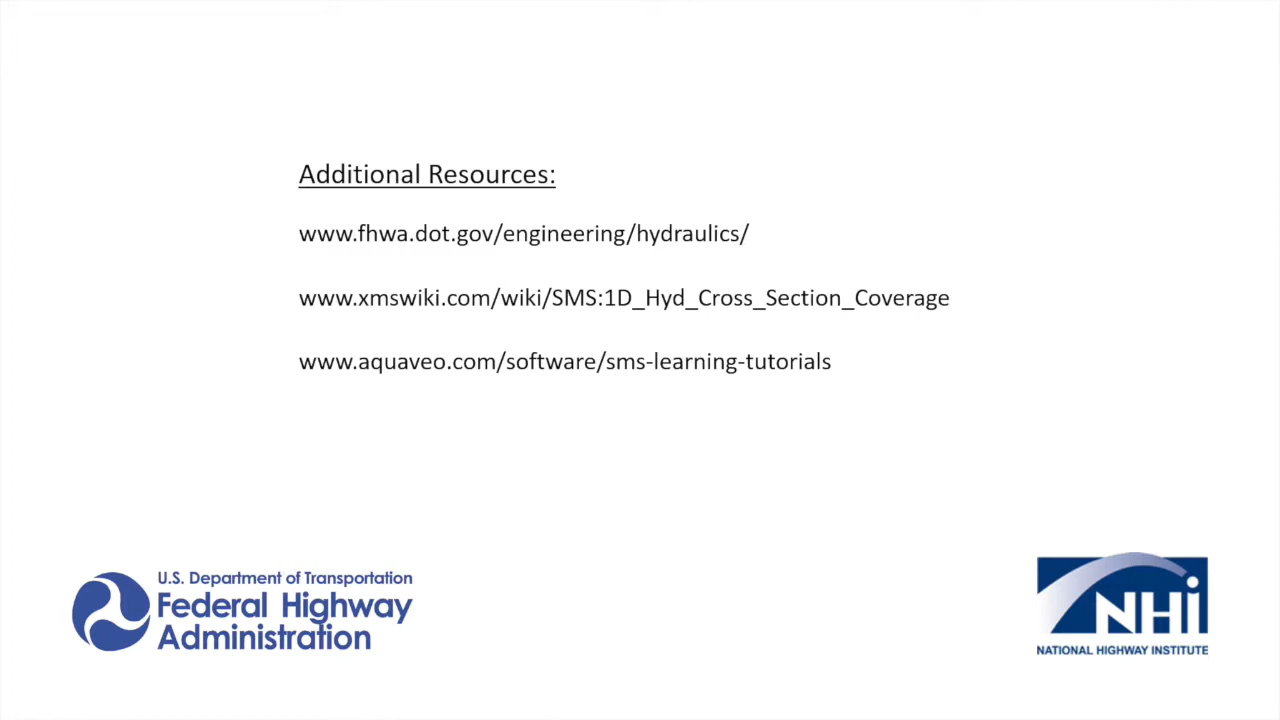 Additional Resources:
www.fhwa.dot.gov/engineering/hydraulics/
www.xmswiki.com/wiki/SMS:1D_Hyd_Cross_Section_Coverage
www.aquaveo.com/software/sms-learning-tutorials
U.S. Department of Transportation
Federal Highway
Administration
NHi
NATIONAL HIGHWAY INSTITUTE